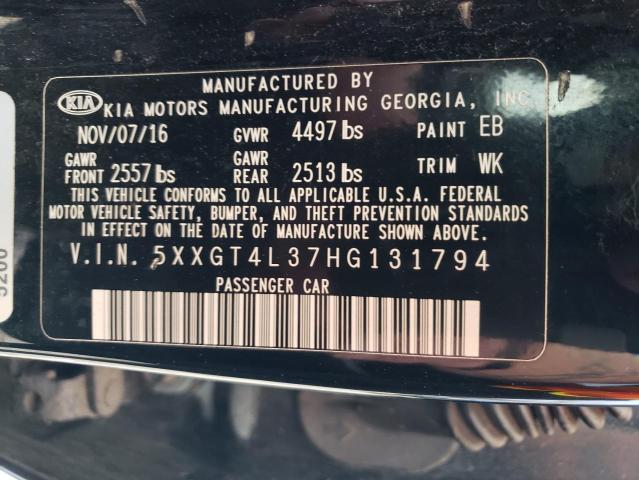 MANUFACTURED BY
KIA KIA MOTORS MANUFACTURING GEORGIA, INC
NOV/07/16 GVWR 4497 lbs PAINT EB
GAWR FRONT 2557 lbs GAWR REAR 2513 lbs TRIM WK
THIS VEHICLE CONFORMS TO ALL APPLICABLE U.S.A. FEDERAL
MOTOR VEHICLE SAFETY, BUMPER, AND THEFT PREVENTION STANDARDS
IN EFFECT ON THE DATE OF MANUFACTURE SHOWN ABOVE
V.I.N. 5XXGT4L37HG131794
PASSENGER CAR